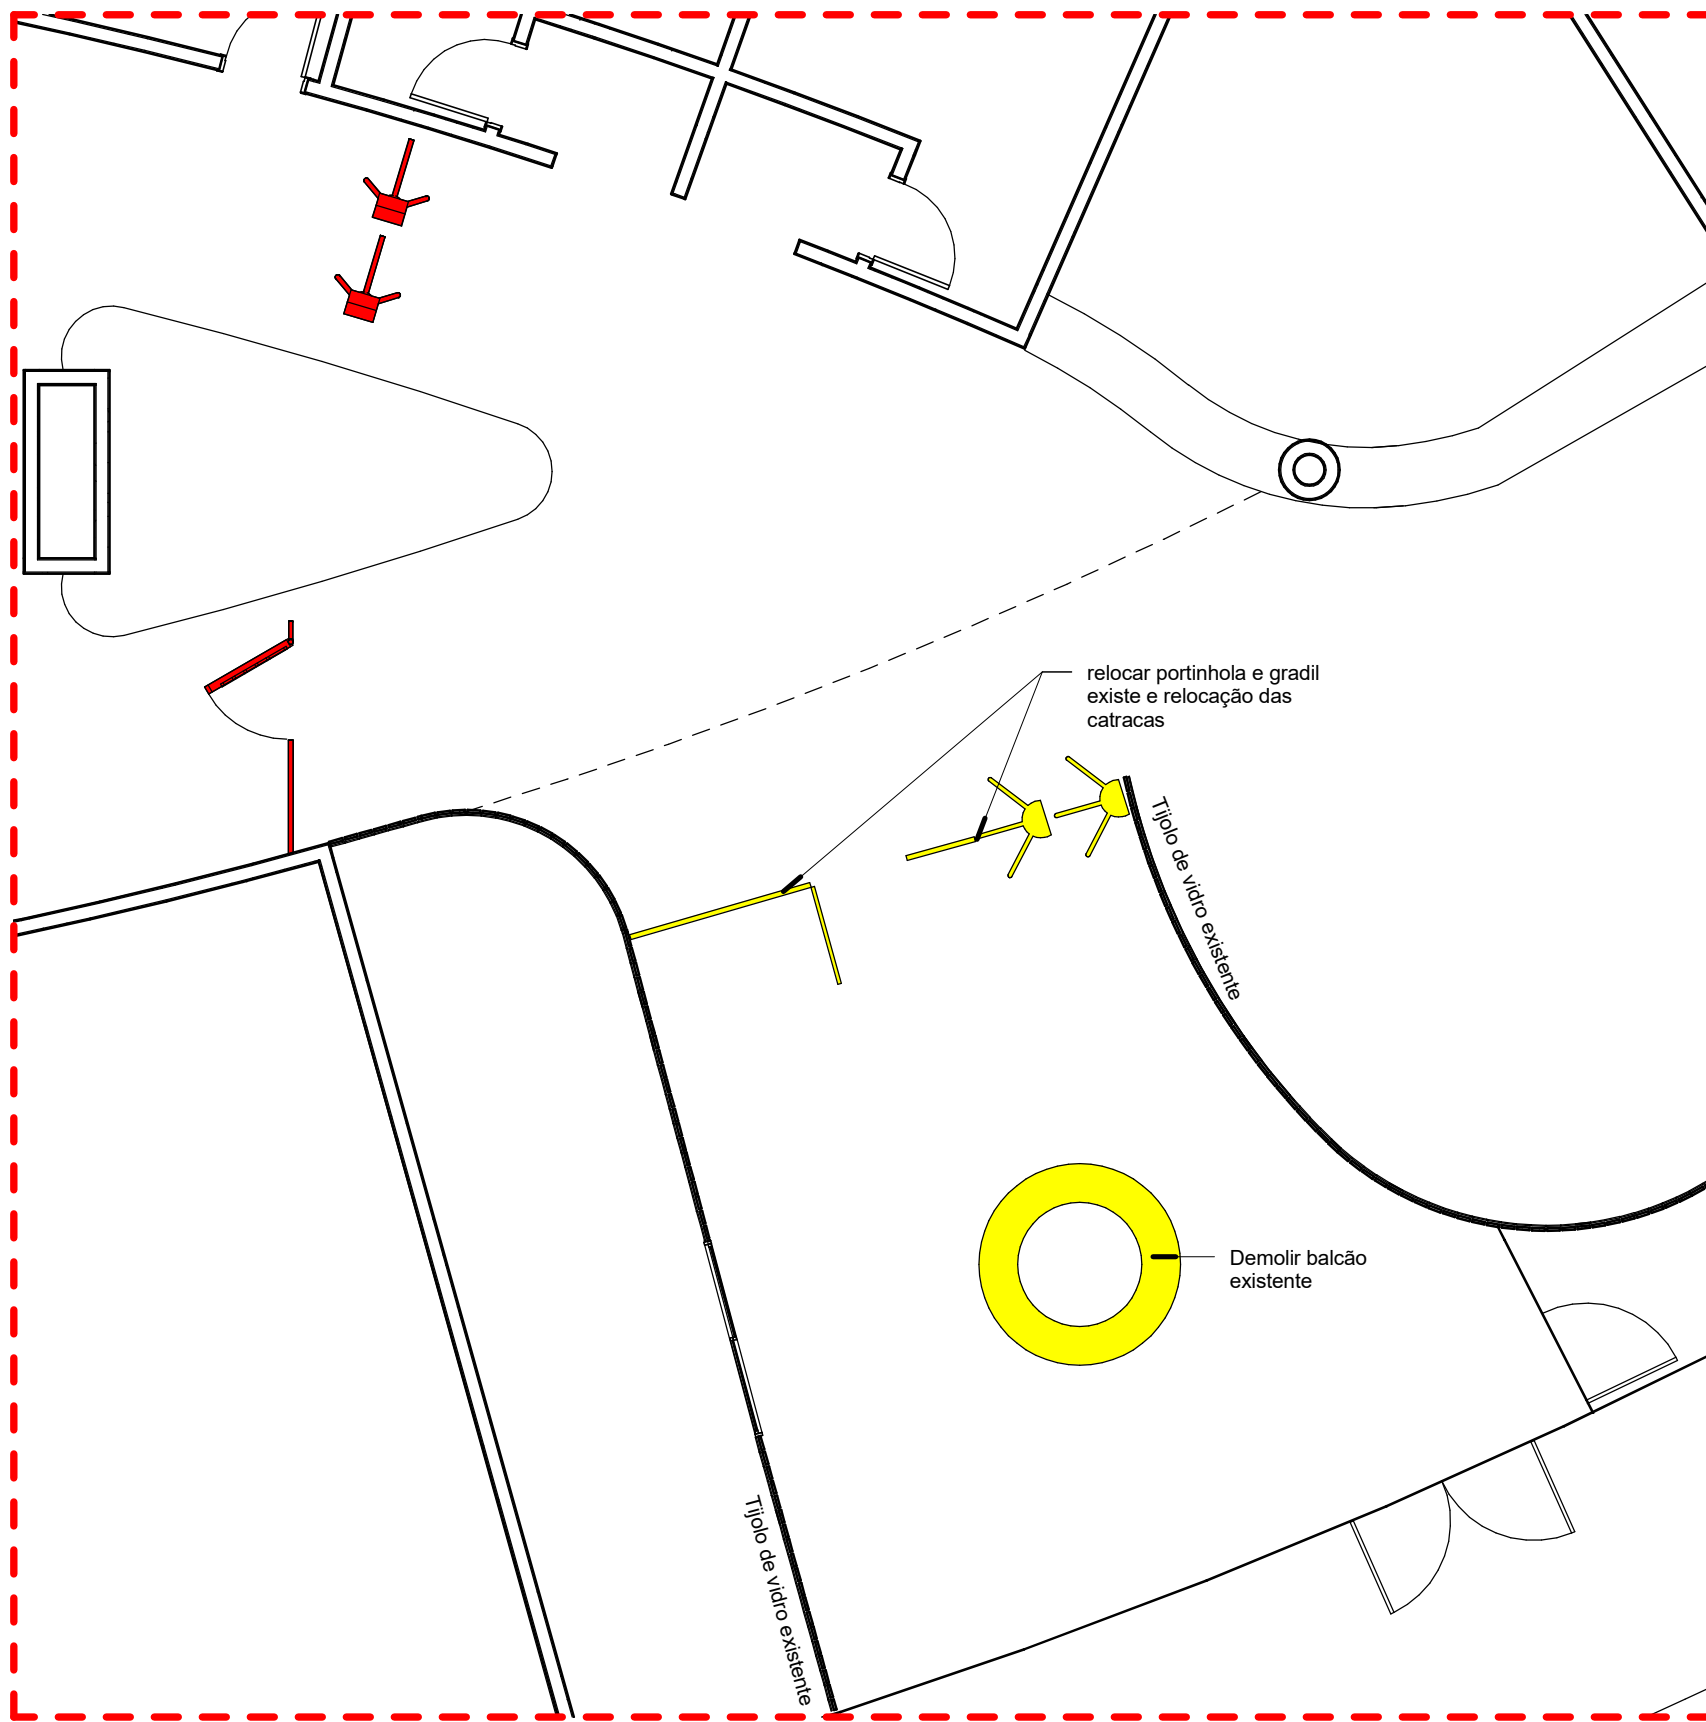 relocar portinhola e gradil
existe e relocação das
catracas
Tijolo de vidro existente
Demolir balcão
existente
Tijolo de vidro existente